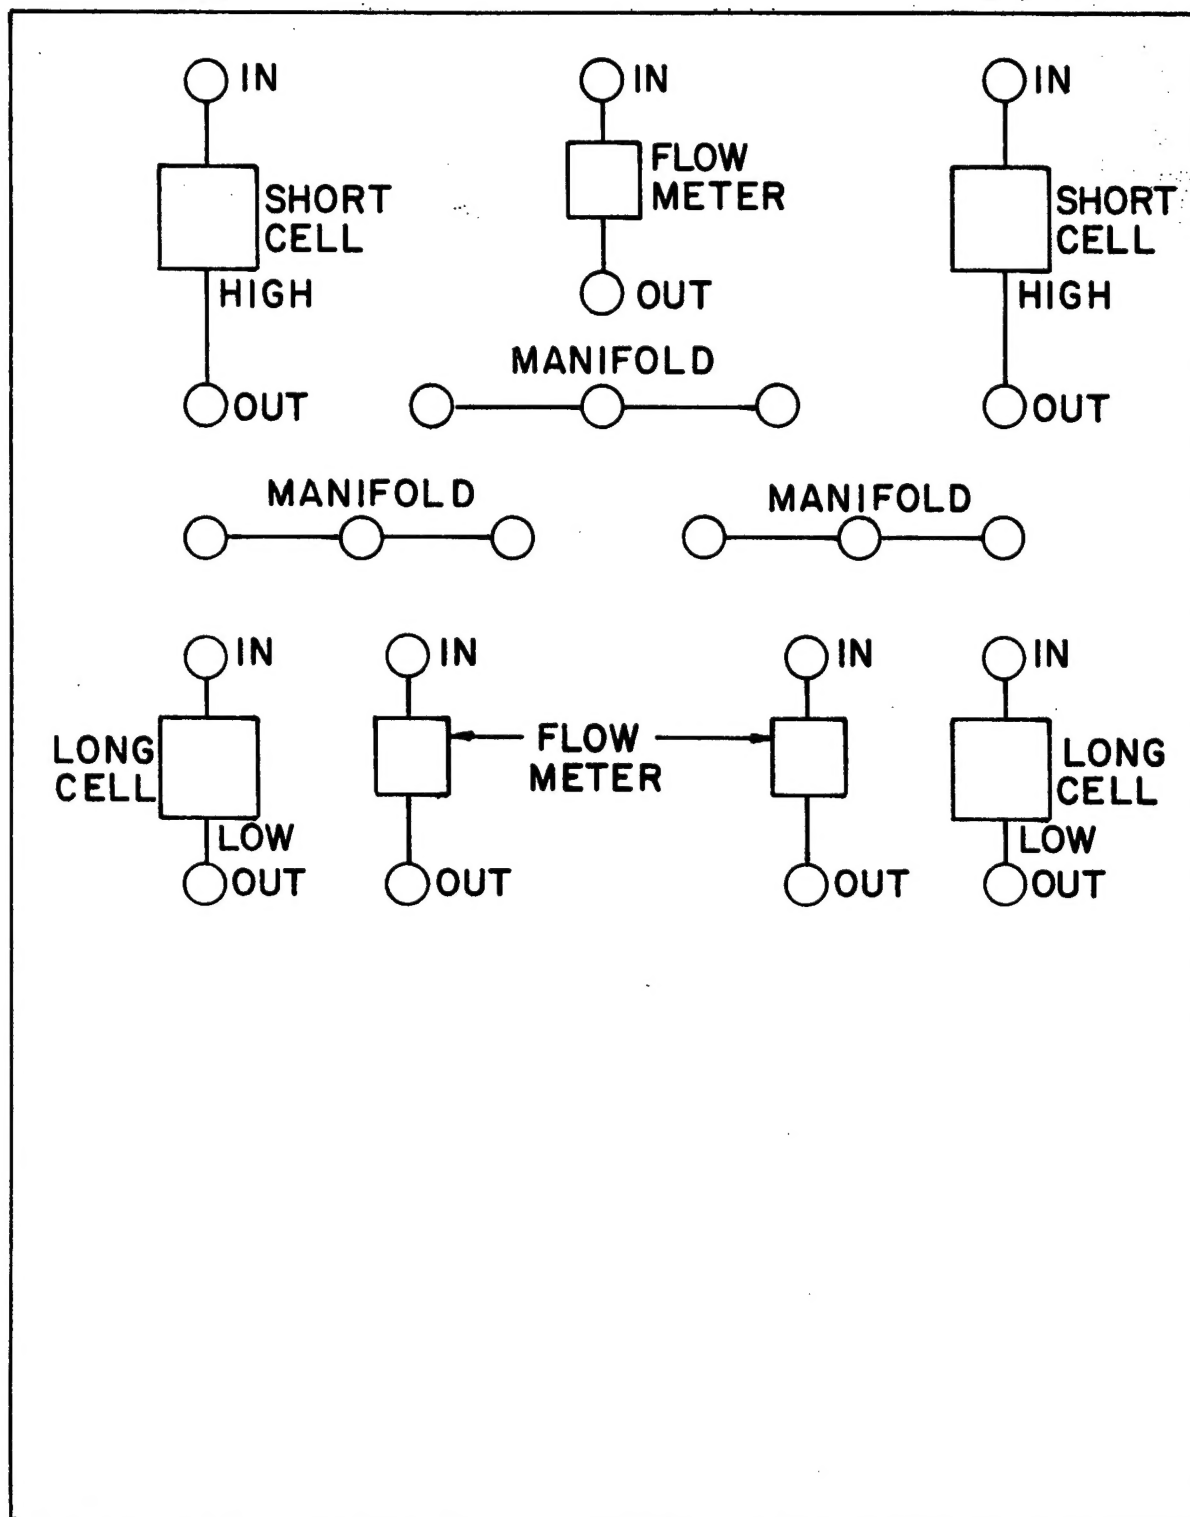 IN
IN
IN
SHORT
CELL
HIGH
OUT
FLOW
METER
OUT
SHORT
CELL
HIGH
OUT
MANIFOLD
MANIFOLD
MANIFOLD
IN
IN
IN
IN
LONG
CELL
LOW
OUT
OUT
FLOW
METER
OUT
LONG
CELL
LOW
OUT